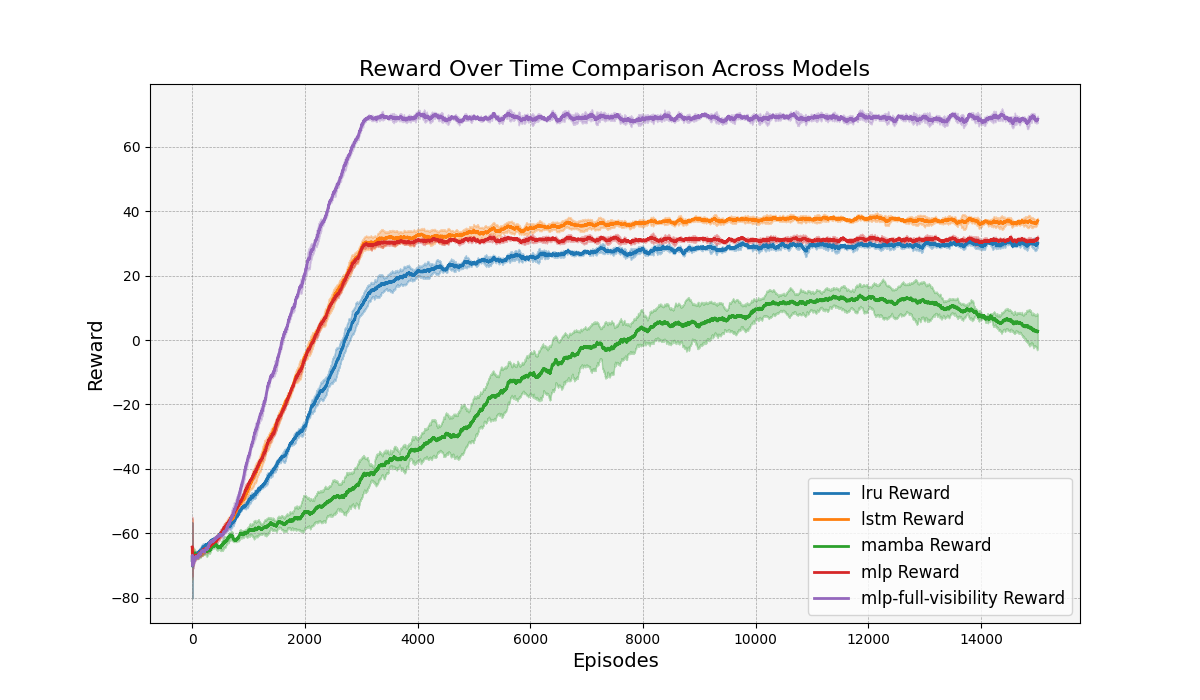 Reward Over Time Comparison Across Models
Reward
60
40
20
0
−20
−40
−60
−80
0 2000 4000 6000 8000 10000 12000 14000
Episodes
lru Reward
lstm Reward
mamba Reward
mlp Reward
mlp-full-visibility Reward